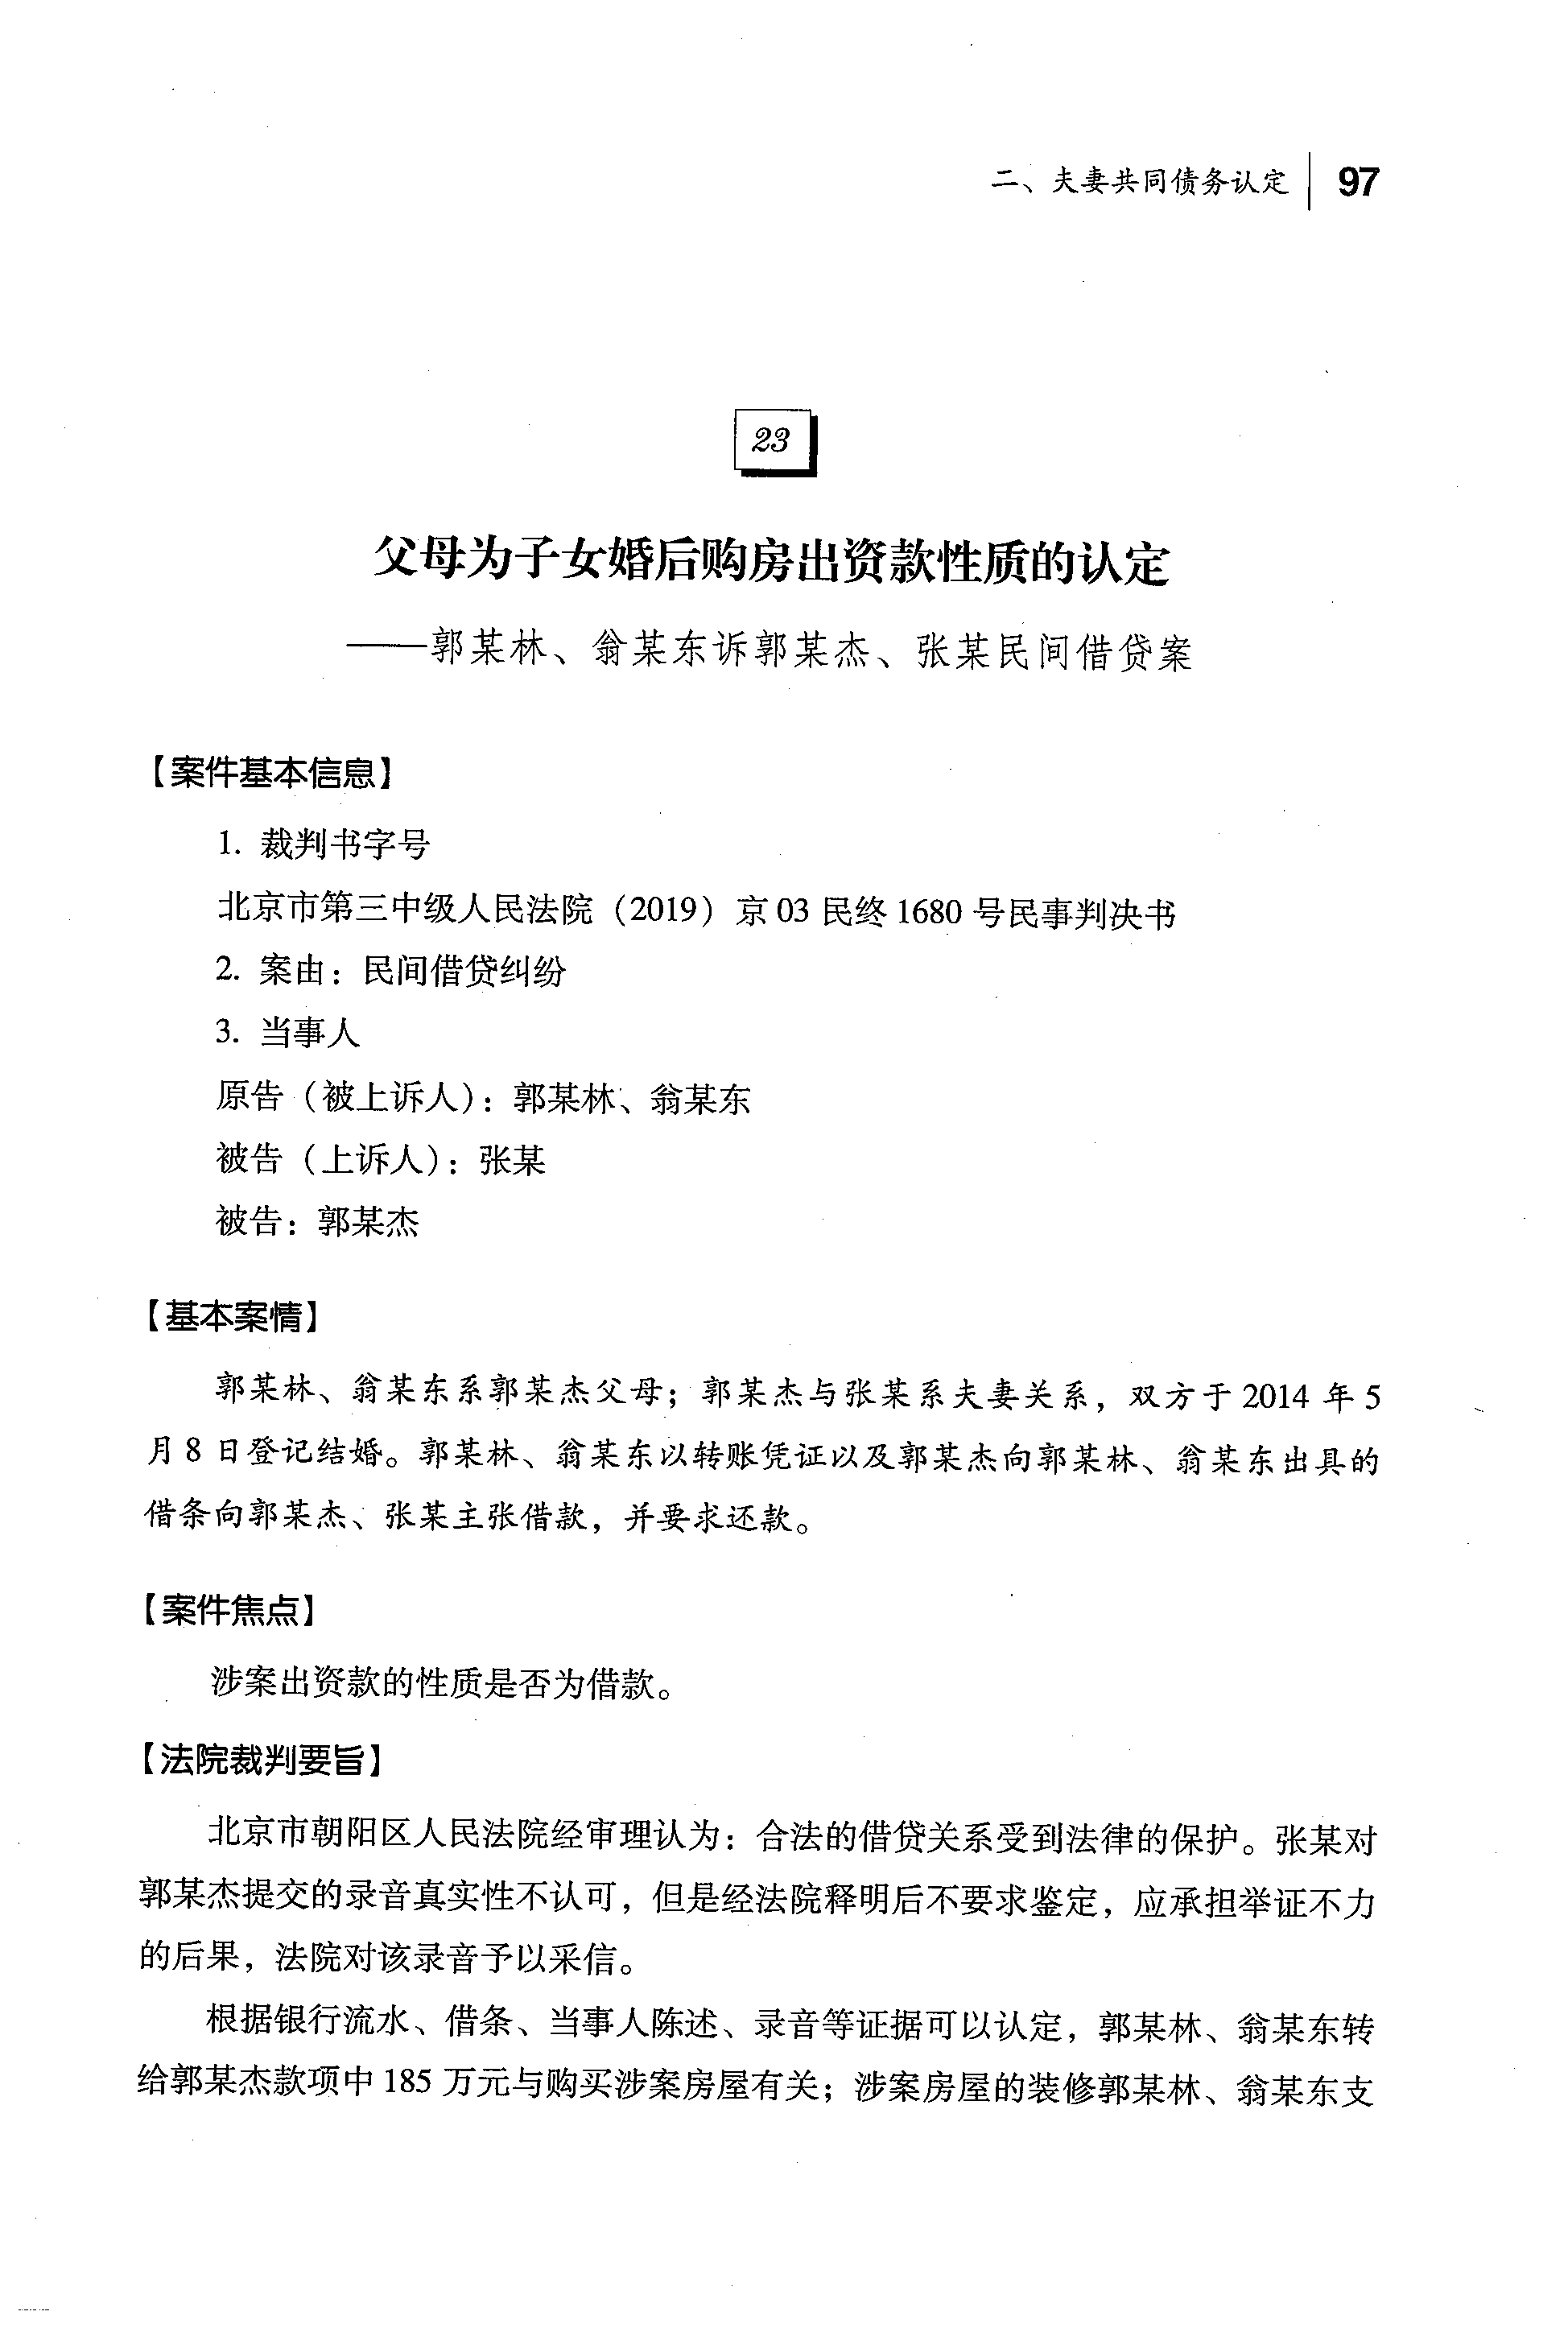 二、夫妻共同债务认定 97
23
父母为子女婚后购房出资款性质的认定
——郭某林、翁某东诉郭某杰、张某民间借贷案
【案件基本信息】
1. 裁判书字号
北京市第三中级人民法院（2019）京 03 民终 1680 号民事判决书
2. 案由：民间借贷纠纷
3. 当事人
原告（被上诉人）：郭某林、翁某东
被告（上诉人）：张某
被告：郭某杰
【基本案情】
郭某林、翁某东系郭某杰父母；郭某杰与张某系夫妻关系，双方于 2014 年 5
月 8 日登记结婚。郭某林、翁某东以转账凭证以及郭某杰向郭某林、翁某东出具的
借条向郭某杰、张某主张借款，并要求还款。
【案件焦点】
涉案出资款的性质是否为借款。
【法院裁判要旨】
北京市朝阳区人民法院经审理认为：合法的借贷关系受到法律的保护。张某对
郭某杰提交的录音真实性不认可，但是经法院释明后不要求鉴定，应承担举证不力
的后果，法院对该录音予以采信。
根据银行流水、借条、当事人陈述、录音等证据可以认定，郭某林、翁某东转
给郭某杰款项中 185 万元与购买涉案房屋有关；涉案房屋的装修郭某林、翁某东支